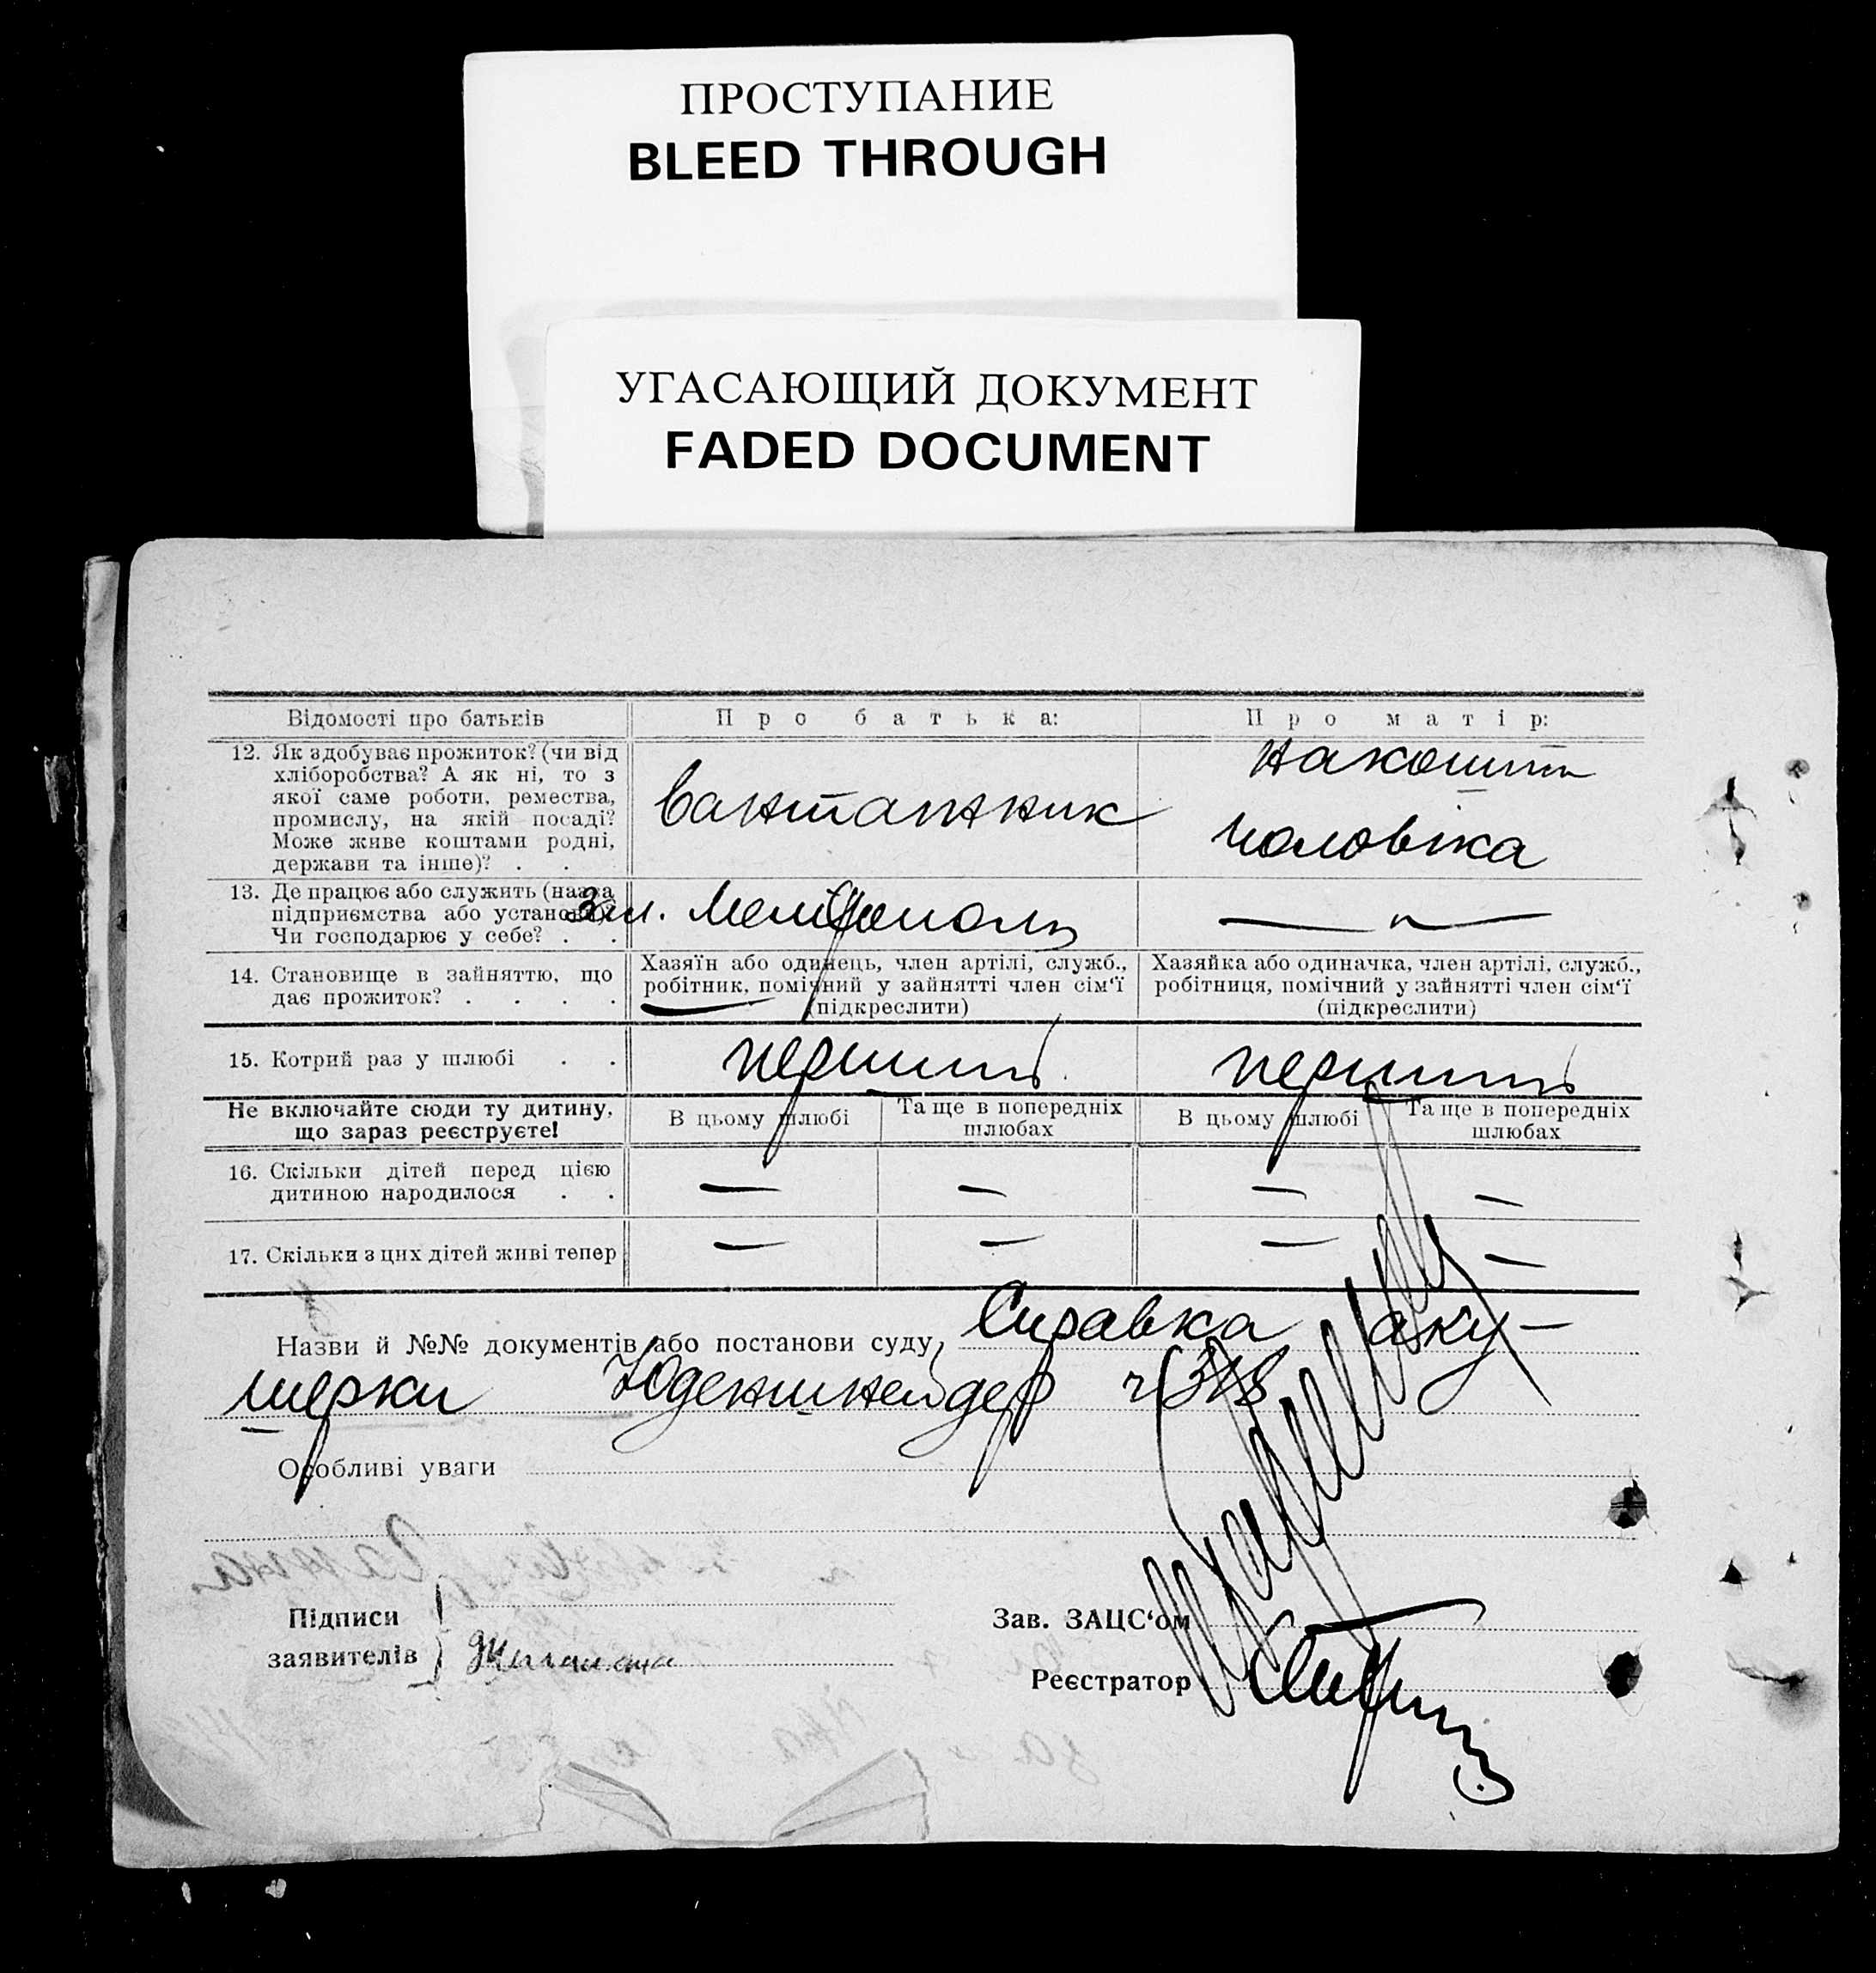 ПРОСТУПАНИЕ
BLEED THROUGH
УГАСАЮЩИЙ ДОКУМЕНТ
FADED DOCUMENT
Відомості про батьків
Про батька:
Про матір:
12. Як здобуває прожиток? (чи від
хліборобства? А як ні, то з
якої саме роботи, ремества,
промислу, на якій посаді?
Може живе коштами родні,
держави та інше)? . .
Вантажник
На кошти
чоловіка
13. Де працює або служить (назва
підприємства або установи)?
Чи господарює у себе? . .
Зал. Мелітополь
— " —
14. Становище в зайняттю, що
дає прожиток? . . . .
Хазяїн або одинець, член артілі, служб.,
робітник, помічний у занятті член сім‘ї
(підкреслити)
Хазяйка або одиначка, член артілі, служб.,
робітниця, помічний у зайнятті член сім‘ї
(підкреслити)
15. Котрий раз у шлюбі . .
перший
перший
Не включайте сюди ту дитину,
що зараз реєструєте!
В цьому шлюбі
Та ще в попередніх
шлюбах
В цьому шлюбі
Та ще в попередніх
шлюбах
16. Скільки дітей перед цією
дитиною народилося . .
— — — —
17. Скільки з цих дітей живі тепер
— — — —
Назви й №№ документів або постанови суду, Справка аку-
шерки
Особливі уваги
Підписи
заявителів
Зав. ЗАЦС‘ом
Реєстратор